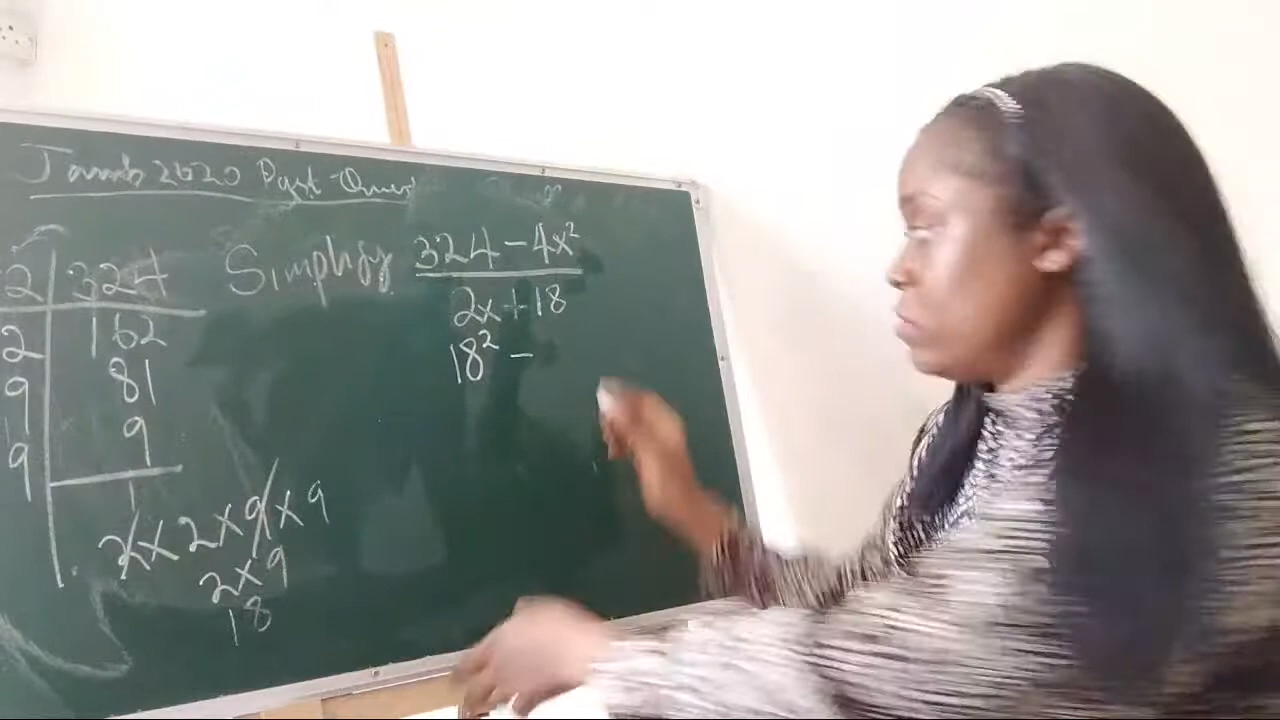 Jamb 2020 Past Quest
2 | 324
2 | 162
9 | 81
9 | 9
1
2 x 2 x 9 x 9
2 x 9
18
Simplify 324 - 4x²
2x + 18
18² -